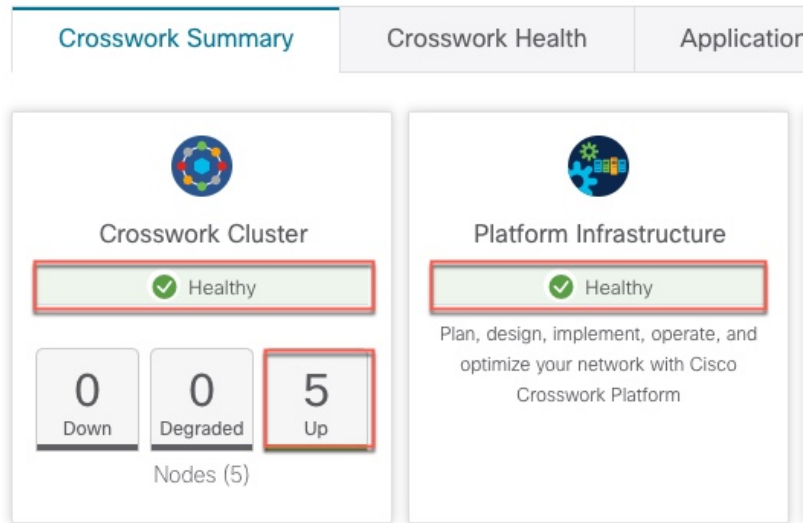 Crosswork Summary
Crosswork Health
Application
Crosswork Cluster
Healthy
0
Down
0
Degraded
5
Up
Nodes (5)
Platform Infrastructure
Healthy
Plan, design, implement, operate, and
optimize your network with Cisco
Crosswork Platform